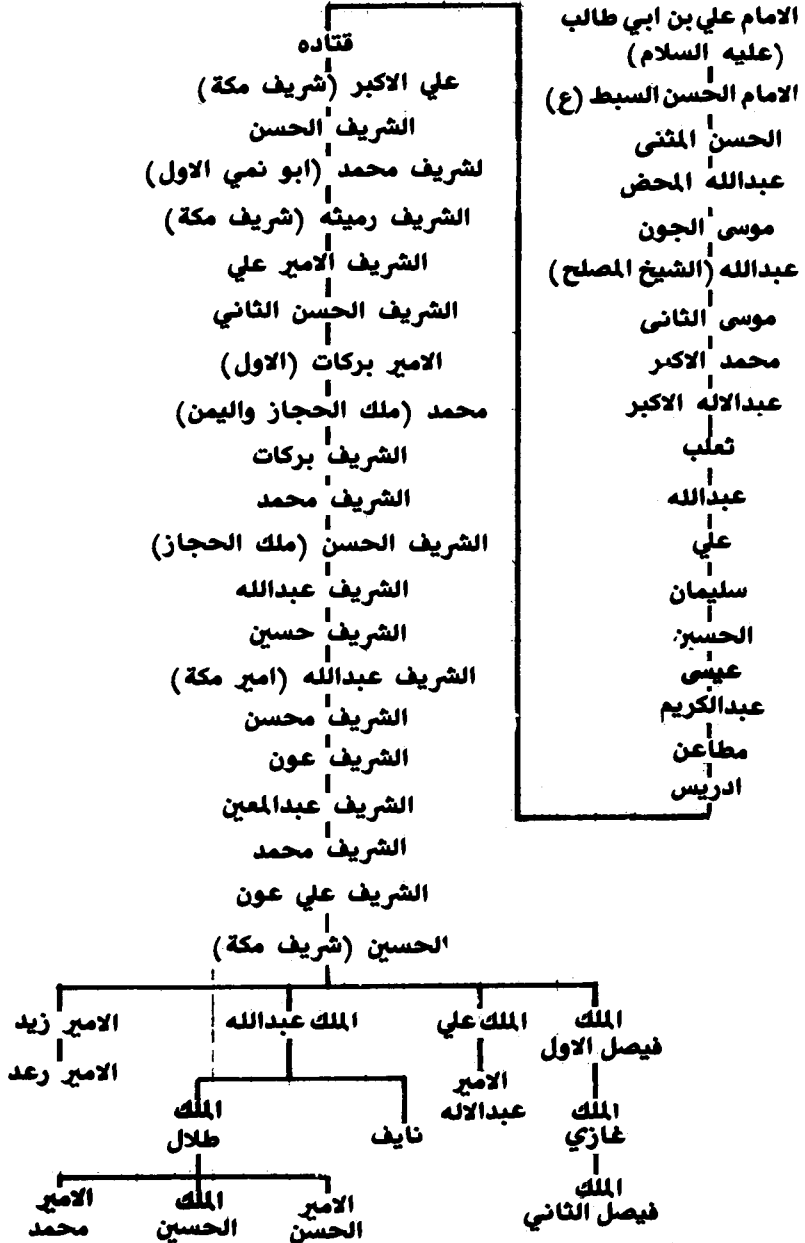 الامام علي بن ابي طالب
(عليه السلام)
الامام الحسن السبط (ع)
الحسن المثنى
عبدالله المحض
موسى الجون
عبدالله (الشيخ المصلح)
موسى الثانى
محمد الاكبر
عبدالاله الاكبر
ثعلب
عبدالله
علي
سليمان
الحسين
عيسى
عبدالكريم
مطاعن
ادريس
قتاده
علي الاكبر (شريف مكة)
الشريف الحسن
لشريف محمد (ابو نمي الاول)
الشريف رميثه (شريف مكة)
الشريف الامير علي
الشريف الحسن الثاني
الامير بركات (الاول)
محمد (ملك الحجاز واليمن)
الشريف بركات
الشريف محمد
الشريف الحسن (ملك الحجاز)
الشريف عبدالله
الشريف حسين
الشريف عبدالله (امير مكة)
الشريف محسن
الشريف عون
الشريف عبدالمعين
الشريف محمد
الشريف علي عون
الحسين (شريف مكة)
الملك
فيصل الاول
الملك علي
الملك عبدالله
الامير زيد
الامير رعد
الامير
عبدالاله
الملك
غازي
نايف
الملك
طلال
الملك
فيصل الثاني
الامير
الحسن
الملك
الحسين
الامير
محمد